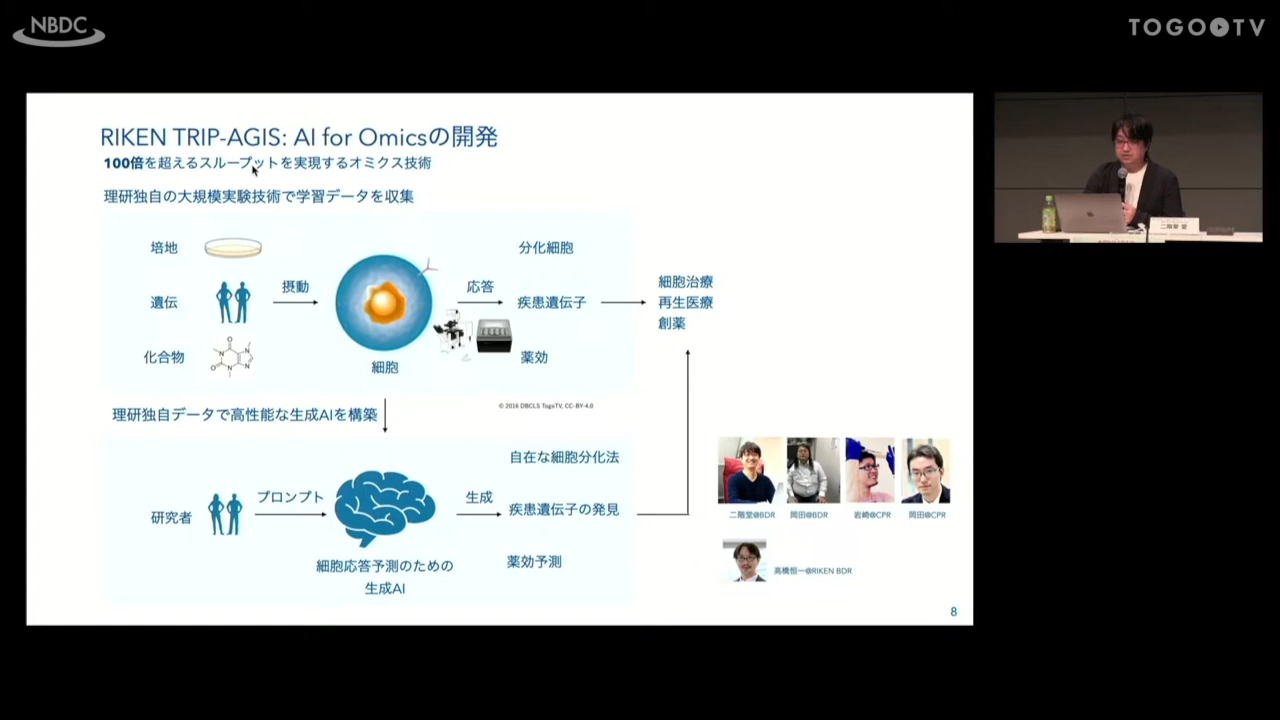 NBDC
TOGOTV
RIKEN TRIP-AGIS: AI for Omicsの開発
100倍を超えるスループットを実現するオミクス技術
理研独自の大規模実験技術で学習データを収集
培地
遺伝
化合物
摂動
細胞
応答
分化細胞
疾患遺伝子
薬効
細胞治療
再生医療
創薬
© 2016 DBCLS TogoTV, CC-BY-4.0
理研独自データで高性能な生成AIを構築
研究者
プロンプト
細胞応答予測のための
生成AI
生成
自在な細胞分化法
疾患遺伝子の発見
薬効予測
二階堂@BDR
岡田@BDR
岩崎@CPR
岡田@CPR
高橋恒一@RIKEN BDR
8
二階堂 愛